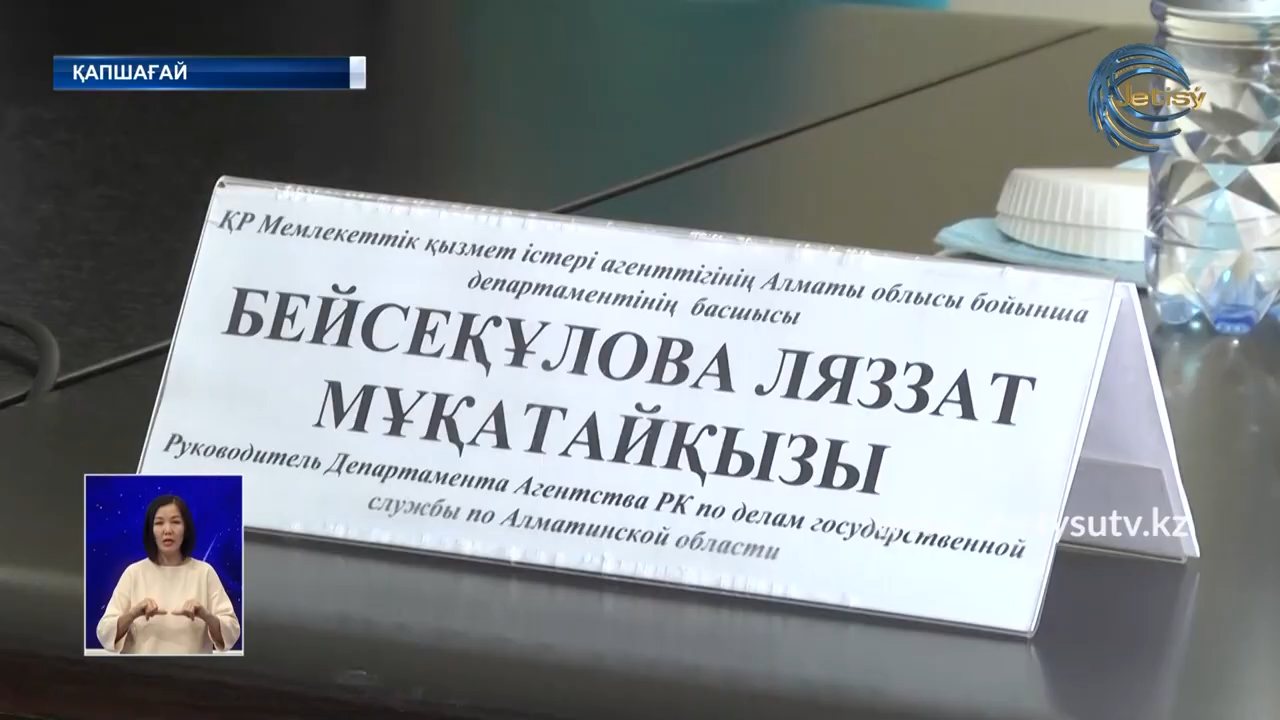 ҚАПШАҒАЙ
Jetisý
ҚР Мемлекеттік қызмет істері агенттігінің Алматы облысы бойынша
департаментінің басшысы
БЕЙСЕҚҰЛОВА ЛЯЗЗАТ
МҰҚАТАЙҚЫЗЫ
Руководитель Департамента Агентства РК по делам государственной
службы по Алматинской области
ysutv.kz